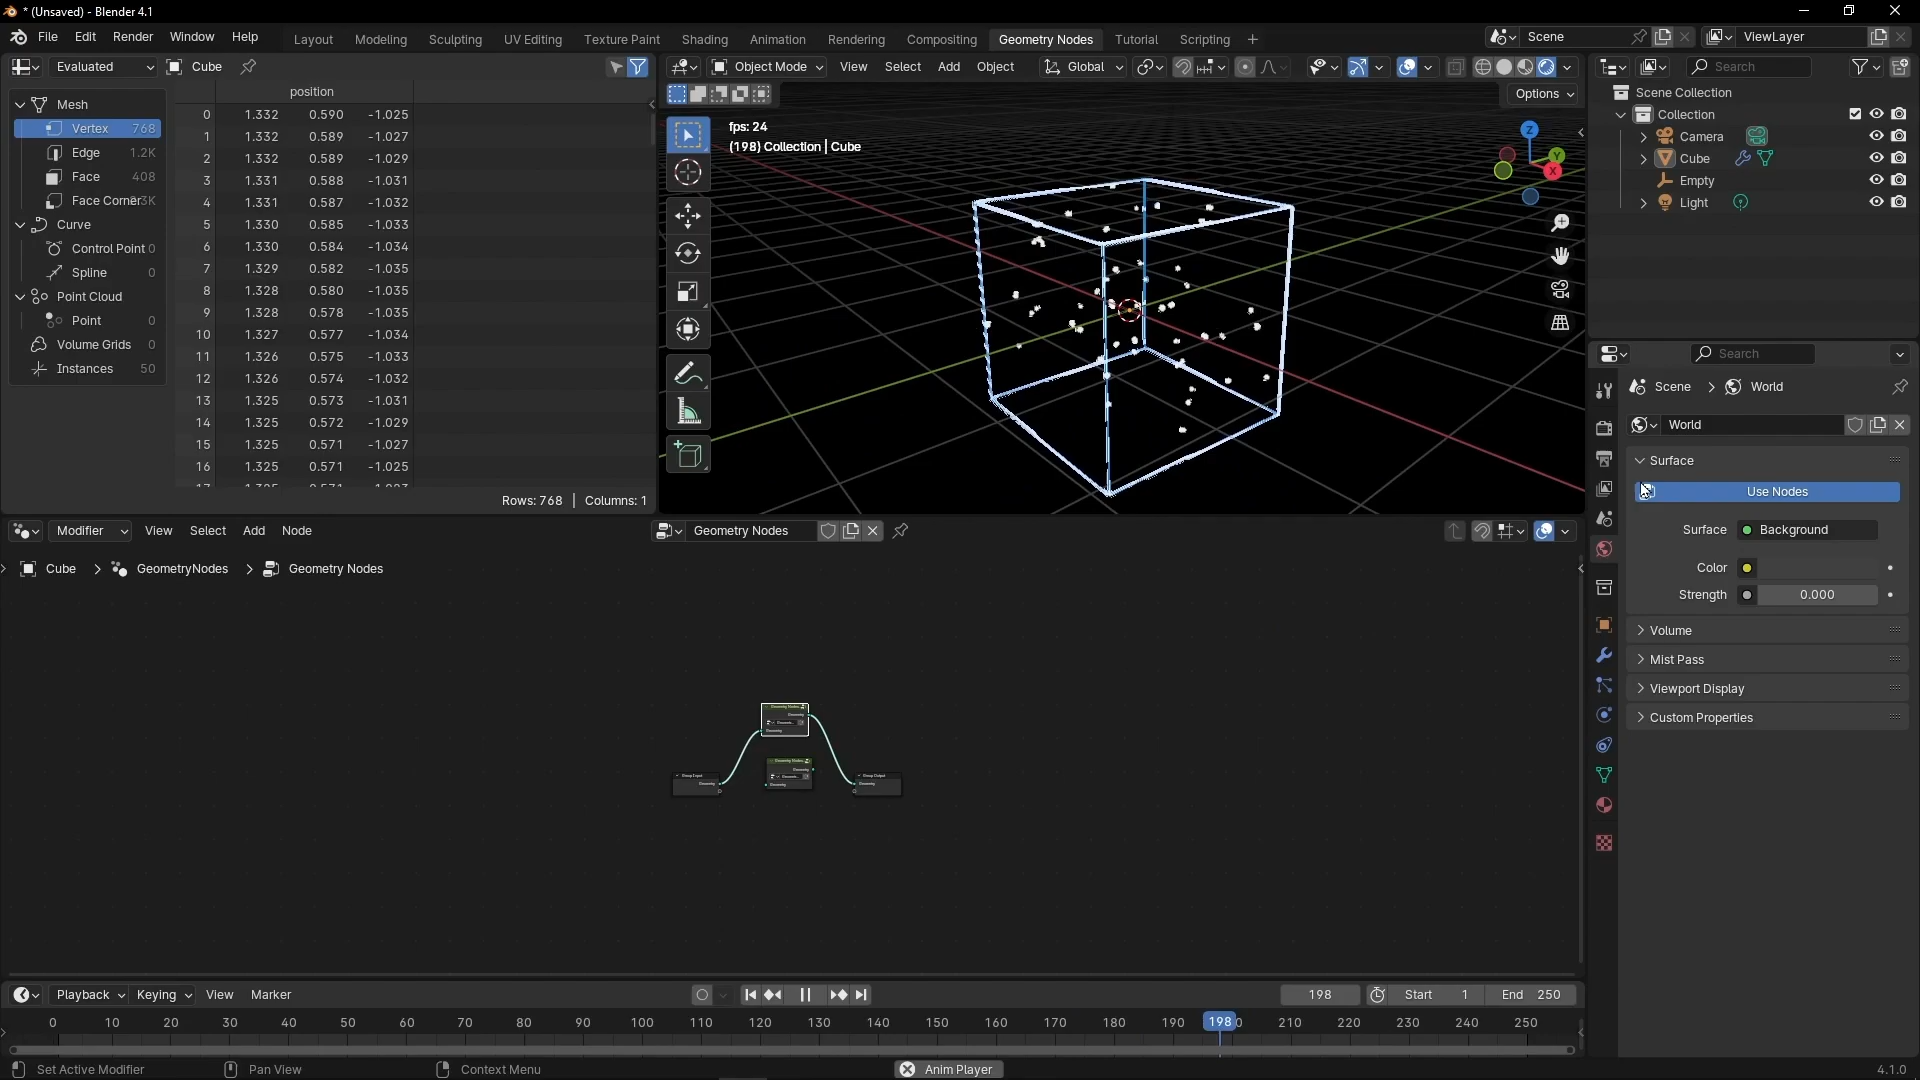 * (Unsaved) - Blender 4.1
File Edit Render Window Help Layout Modeling Sculpting UV Editing Texture Paint Shading Animation Rendering Compositing Geometry Nodes Tutorial Scripting + Scene ViewLayer
Evaluated Cube Object Mode View Select Add Object Global Search
Options
position
Mesh
Vertex 768
Edge 1.2K
Face 408
Face Corner
Curve
Control Point 0
Spline 0
Point Cloud
Point 0
Volume Grids 0
Instances 50
0 1.332 0.590 -1.025
1 1.332 0.589 -1.027
2 1.332 0.589 -1.029
3 1.331 0.588 -1.031
4 1.331 0.587 -1.032
5 1.330 0.585 -1.033
6 1.330 0.584 -1.034
7 1.329 0.582 -1.035
8 1.328 0.580 -1.035
9 1.328 0.578 -1.035
10 1.327 0.577 -1.034
11 1.326 0.575 -1.033
12 1.326 0.574 -1.032
13 1.325 0.573 -1.031
14 1.325 0.572 -1.029
15 1.325 0.571 -1.027
16 1.325 0.571 -1.025
Rows: 768 | Columns: 1
fps: 24
(198) Collection | Cube
Z
Y
X
Scene Collection
Collection
Camera
Cube
Empty
Light
Search
Scene > World
World
Surface
Use Nodes
Surface Background
Color
Strength 0.000
Volume
Mist Pass
Viewport Display
Custom Properties
Modifier View Select Add Node Geometry Nodes
Cube > GeometryNodes > Geometry Nodes
Geometry Nodes
Geometry
Geometry
Geometry Nodes
Geometry
Geometry
Group Input
Geometry
Group Output
Geometry
Playback Keying View Marker 198 Start 1 End 250
0 10 20 30 40 50 60 70 80 90 100 110 120 130 140 150 160 170 180 190 198 210 220 230 240 250
Set Active Modifier Pan View Context Menu Anim Player 4.1.0